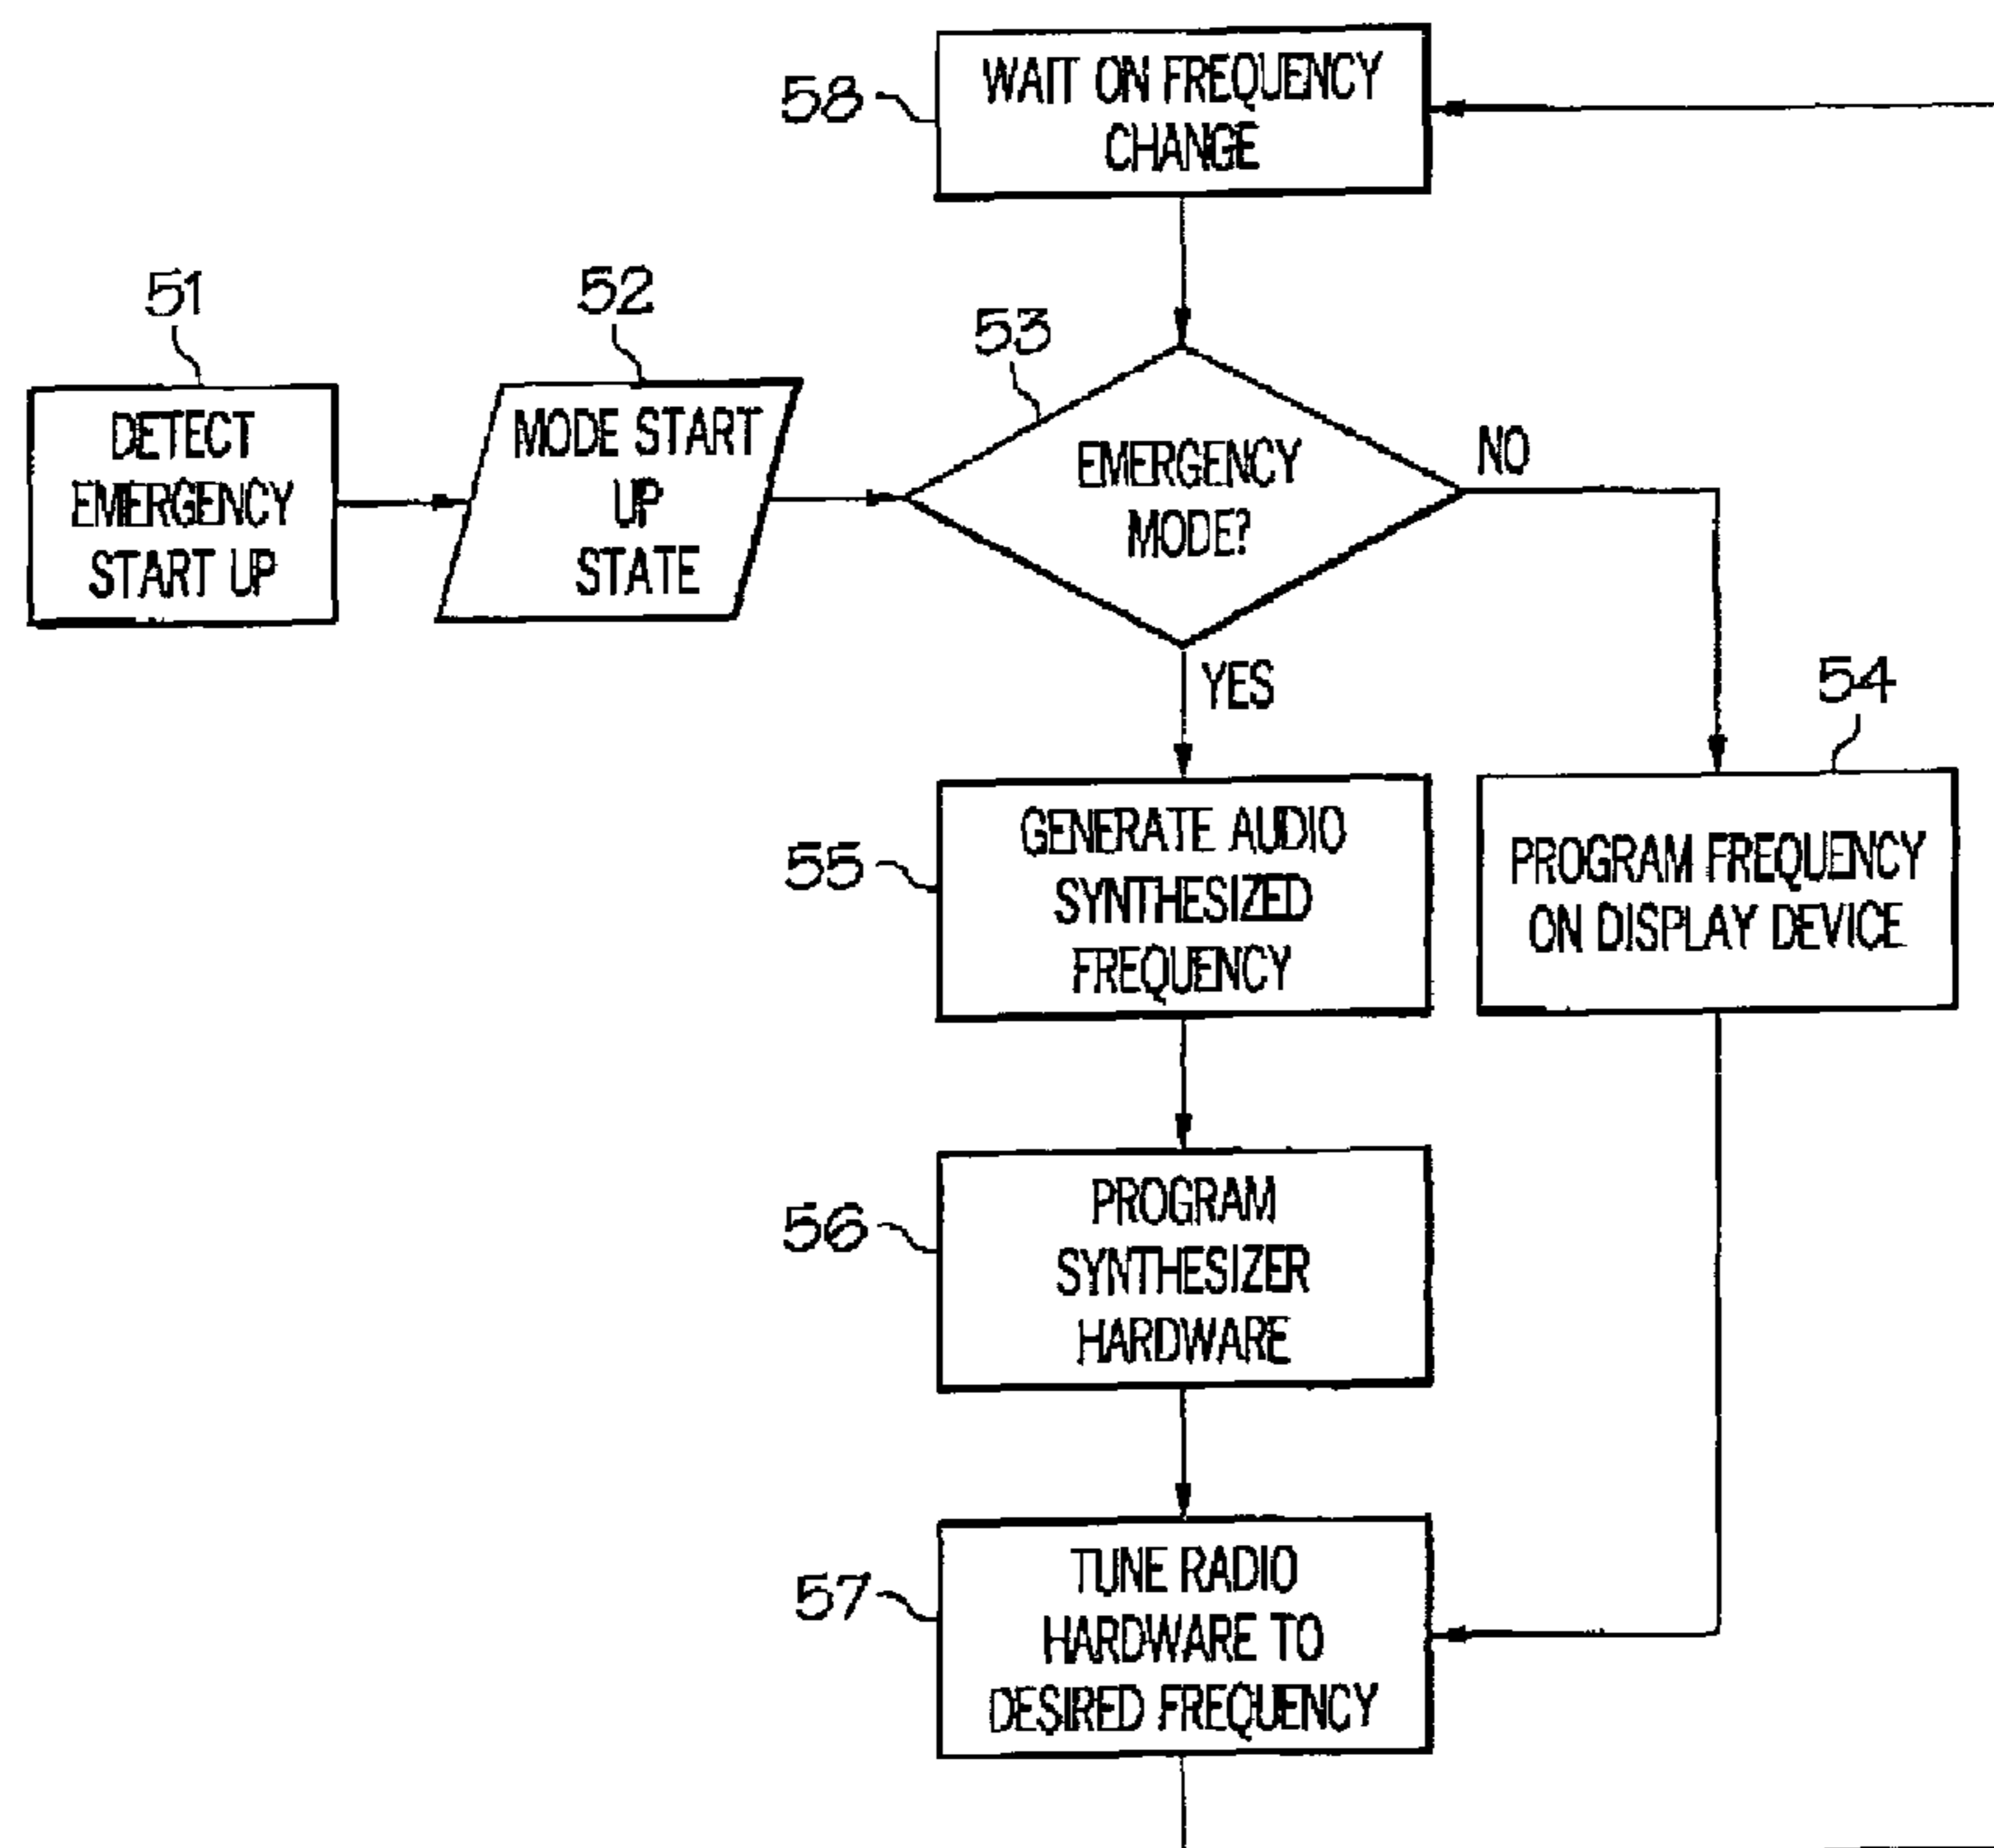 58
WAIT ON FREQUENCY
CHANGE
51
DETECT
EMERGENCY
START UP
52
MODE START
UP
STATE
53
EMERGENCY
MODE?
NO
YES
54
PROGRAM FREQUENCY
ON DISPLAY DEVICE
55
GENERATE AUDIO
SYNTHESIZED
FREQUENCY
56
PROGRAM
SYNTHESIZER
HARDWARE
57
TUNE RADIO
HARDWARE TO
DESIRED FREQUENCY